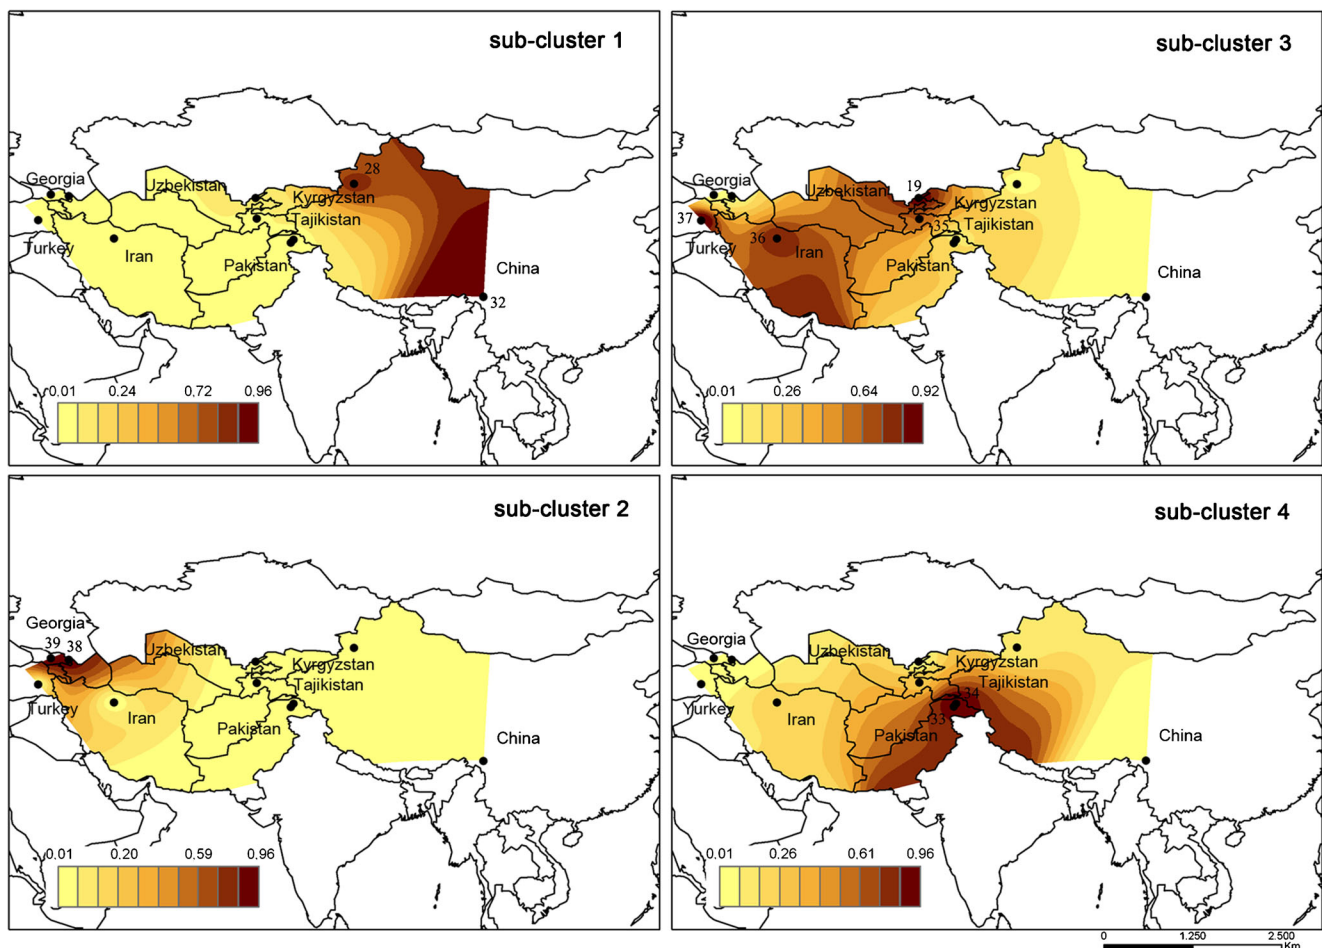 sub-cluster 1
28
Georgia
Uzbekistan
Kyrgyzstan
Tajikistan
Turkey
Iran
Pakistan
China
32
0.01 0.24 0.72 0.96
sub-cluster 3
Georgia
Uzbekistan
19
Kyrgyzstan
37
Tajikistan
35
Turkey
36
Iran
Pakistan
China
0.01 0.26 0.64 0.92
sub-cluster 2
Georgia
39 38
Uzbekistan
Kyrgyzstan
Tajikistan
Turkey
Iran
Pakistan
China
0.01 0.20 0.59 0.96
sub-cluster 4
Georgia
Uzbekistan
Kyrgyzstan
Tajikistan
34
Turkey
Iran
33
Pakistan
China
0.01 0.26 0.61 0.96
0 1.250 2.500
Km